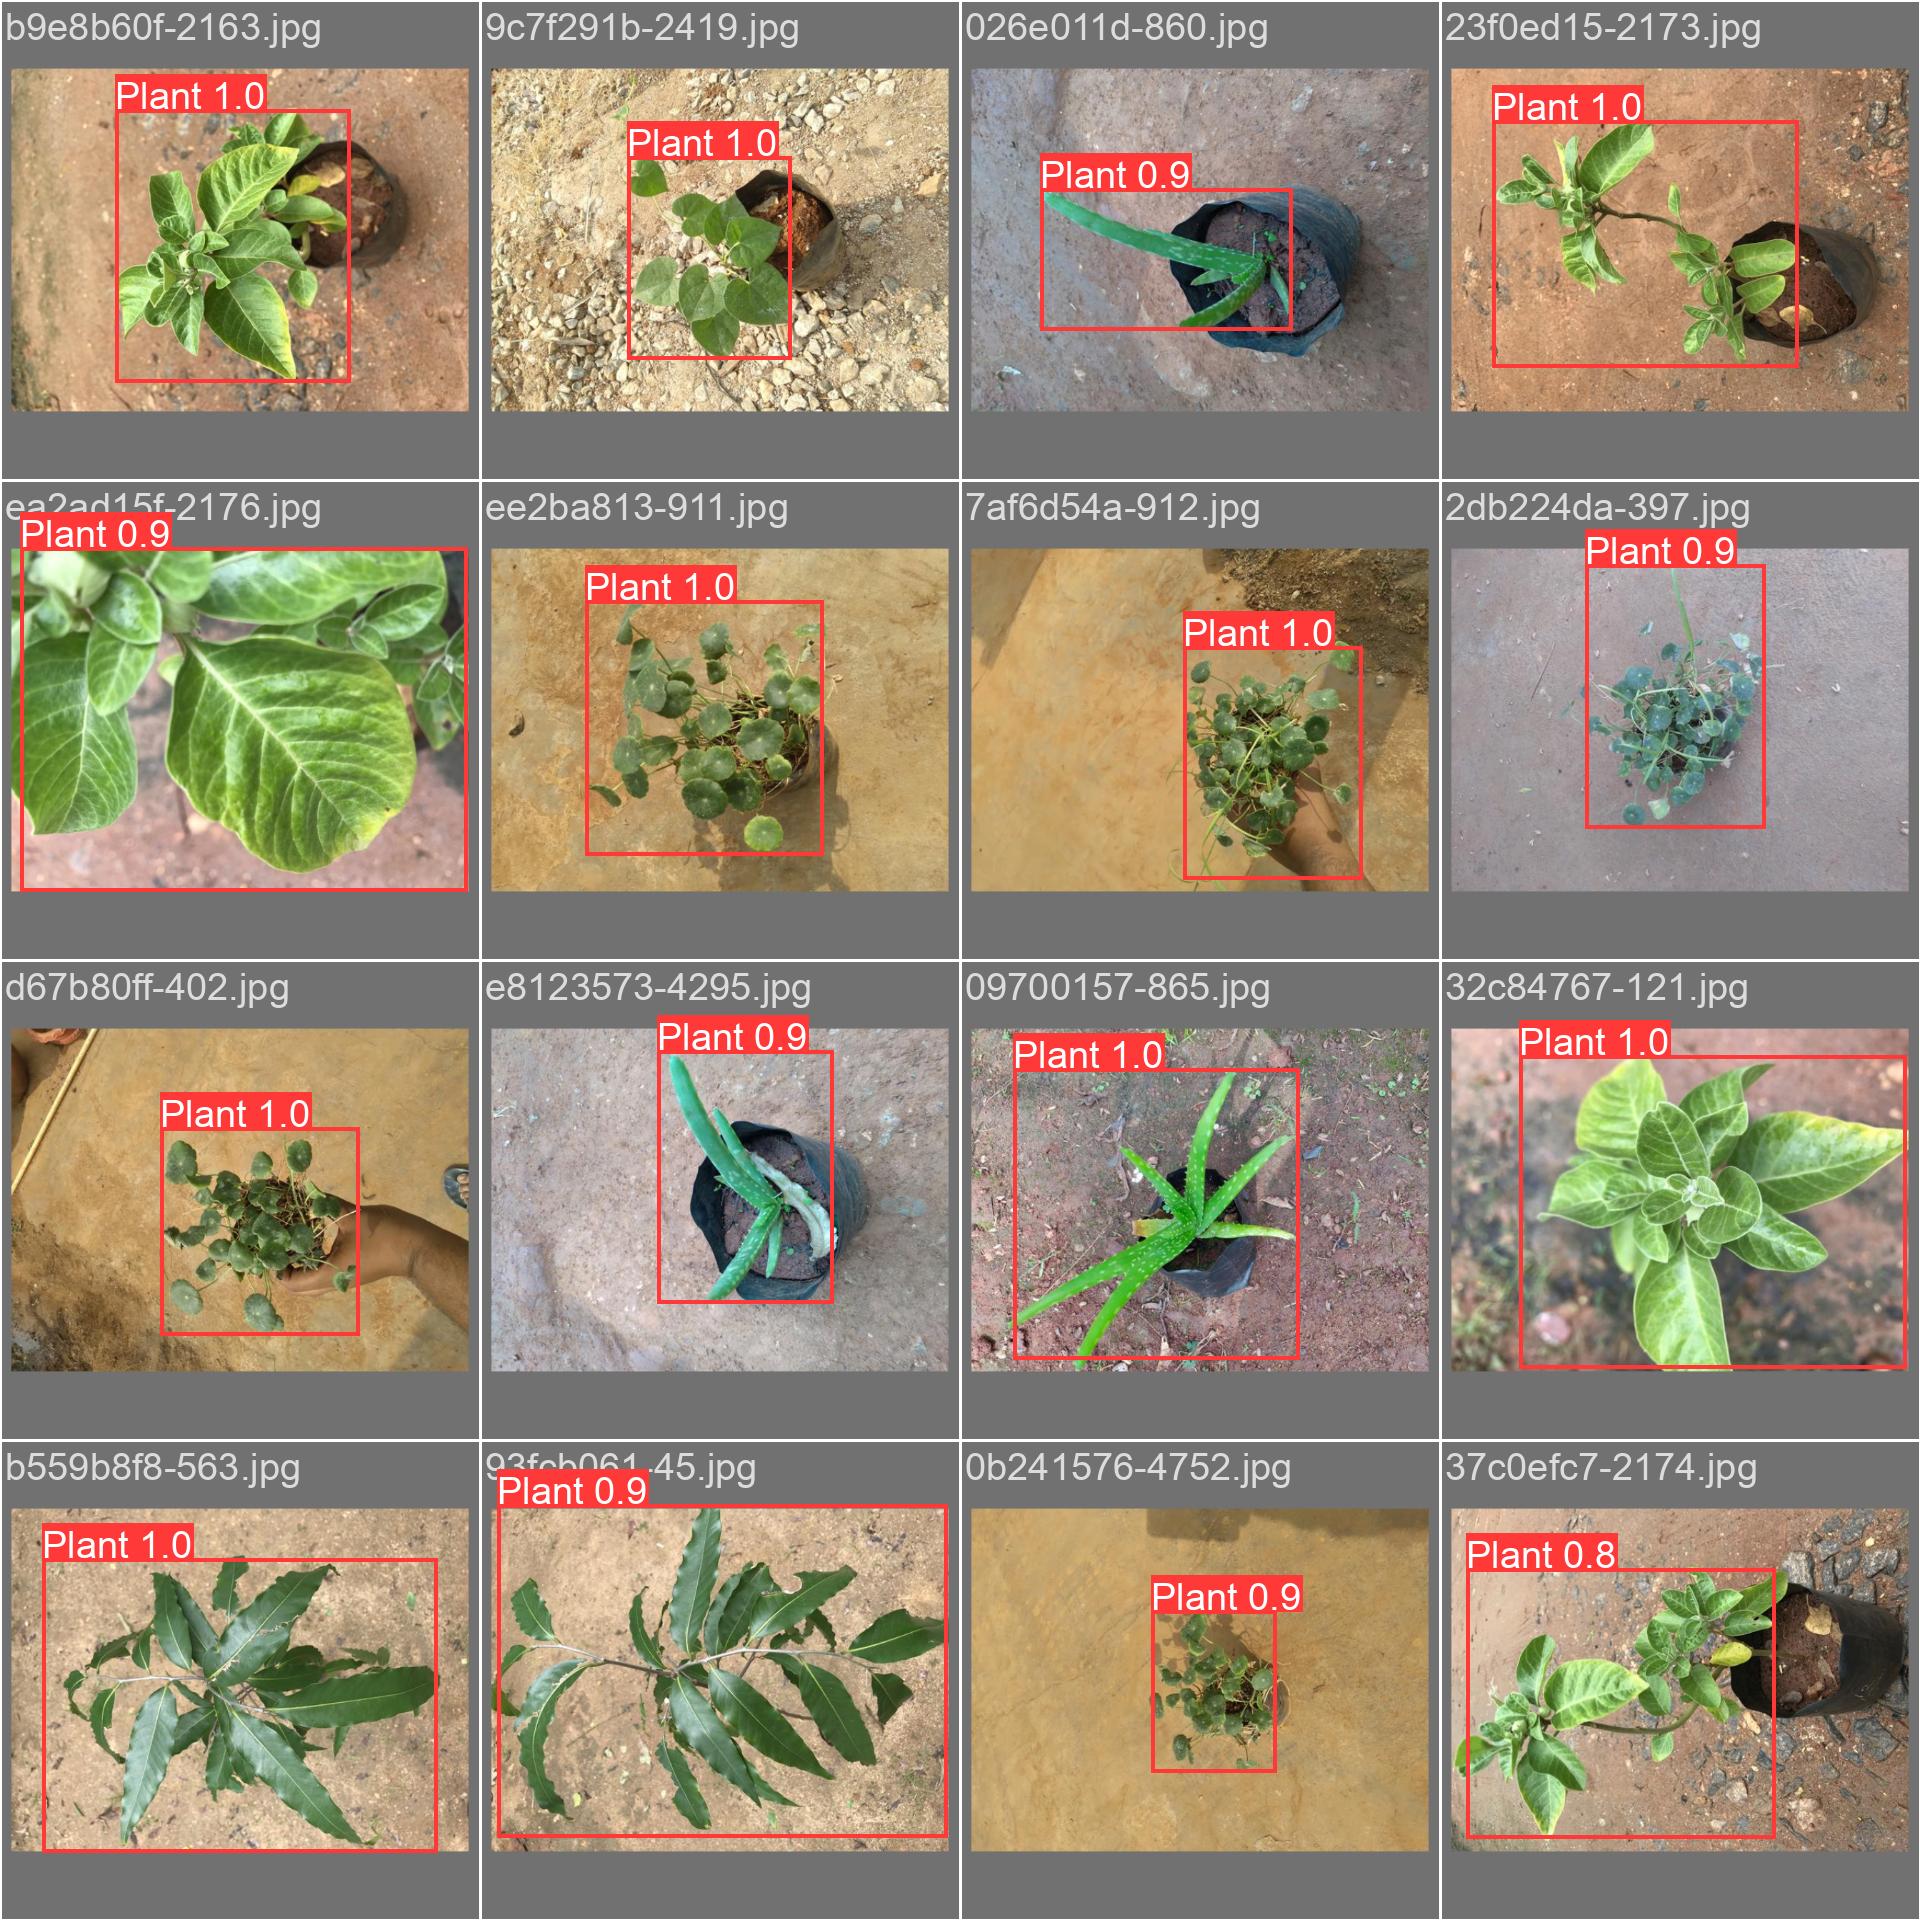 b9e8b60f-2163.jpg
Plant 1.0
9c7f291b-2419.jpg
Plant 1.0
026e011d-860.jpg
Plant 0.9
23f0ed15-2173.jpg
Plant 1.0
ea2ad15f-2176.jpg
Plant 0.9
ee2ba813-911.jpg
Plant 1.0
7af6d54a-912.jpg
Plant 1.0
2db224da-397.jpg
Plant 0.9
d67b80ff-402.jpg
Plant 1.0
e8123573-4295.jpg
Plant 0.9
09700157-865.jpg
Plant 1.0
32c84767-121.jpg
Plant 1.0
b559b8f8-563.jpg
Plant 1.0
93fcb061-45.jpg
Plant 0.9
0b241576-4752.jpg
Plant 0.9
37c0efc7-2174.jpg
Plant 0.8